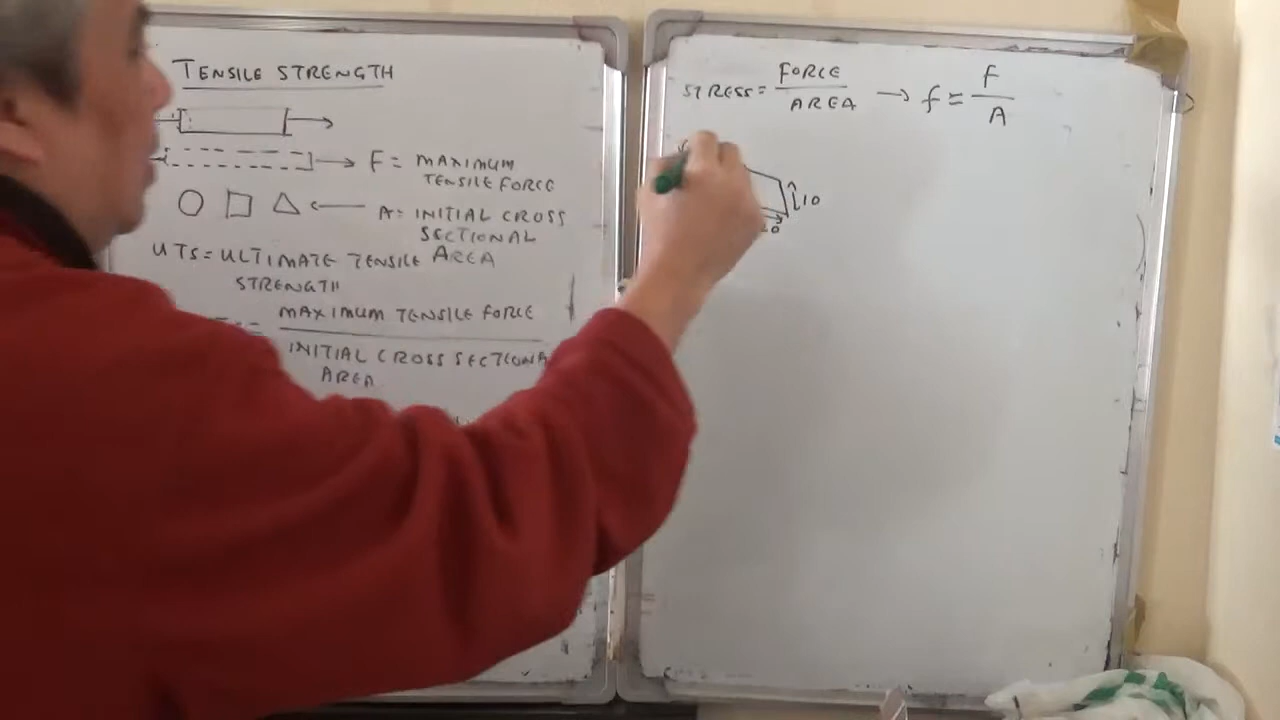 TENSILE STRENGTH
F = MAXIMUM
TENSILE FORCE
A = INITIAL CROSS
SECTIONAL
AREA
UTS = ULTIMATE TENSILE
STRENGTH
MAXIMUM TENSILE FORCE
INITIAL CROSS SECTIONA
AREA
STRESS = FORCE
AREA
→ f = F
A
10